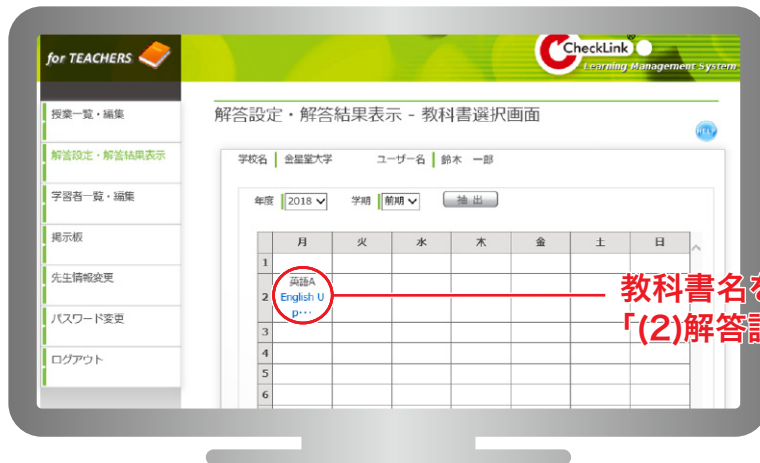 for TEACHERS
CheckLink
Learning Management System
授業一覧・編集
解答設定・解答結果表示
学習者一覧・編集
掲示板
先生情報変更
パスワード変更
ログアウト
解答設定・解答結果表示 - 教科書選択画面
HELP
学校名 金星堂大学 ユーザー名 鈴木 一郎
年度 2018 学期 前期 抽出
月 火 水 木 金 土 日
1
2 英語A
English U
p…
3
4
5
6
教科書名を
「(2)解答設